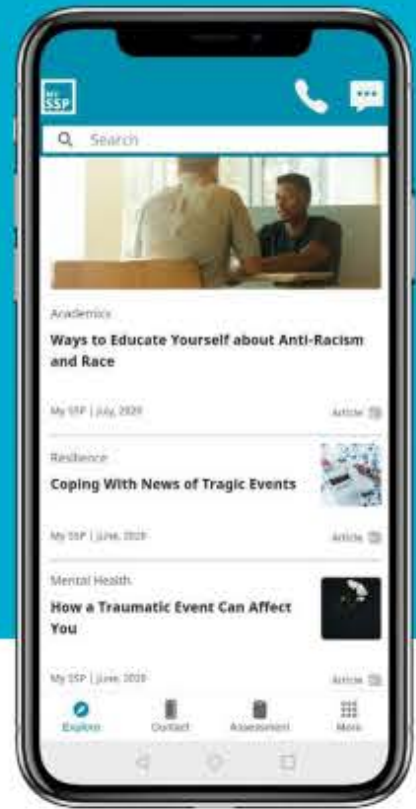 MY
SSP
Search
Academics
Ways to Educate Yourself about Anti-Racism
and Race
My SSP | July, 2020
Article
Resilience
Coping With News of Tragic Events
My SSP | June, 2020
Article
Mental Health
How a Traumatic Event Can Affect
You
My SSP | June, 2020
Article
Explore
Contact
Assessment
More